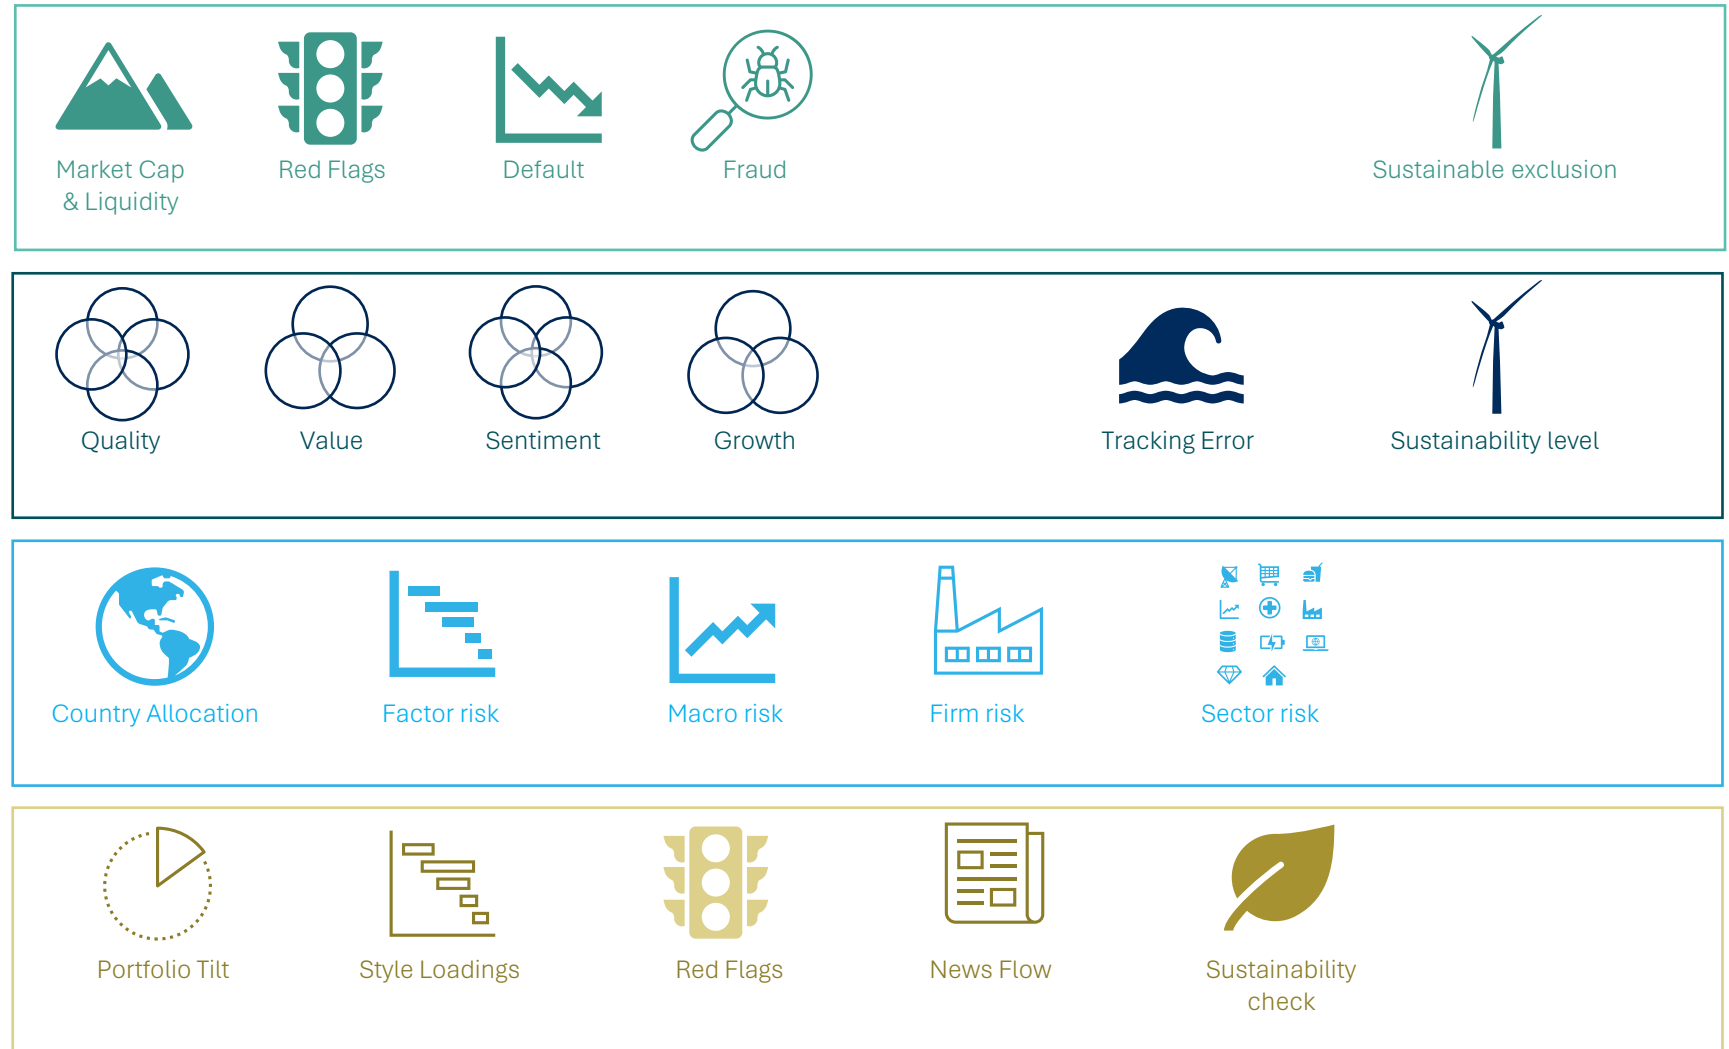 Market Cap
& Liquidity
Red Flags
Default
Fraud
Sustainable exclusion
Quality
Value
Sentiment
Growth
Tracking Error
Sustainability level
Country Allocation
Factor risk
Macro risk
Firm risk
Sector risk
Portfolio Tilt
Style Loadings
Red Flags
News Flow
Sustainability
check